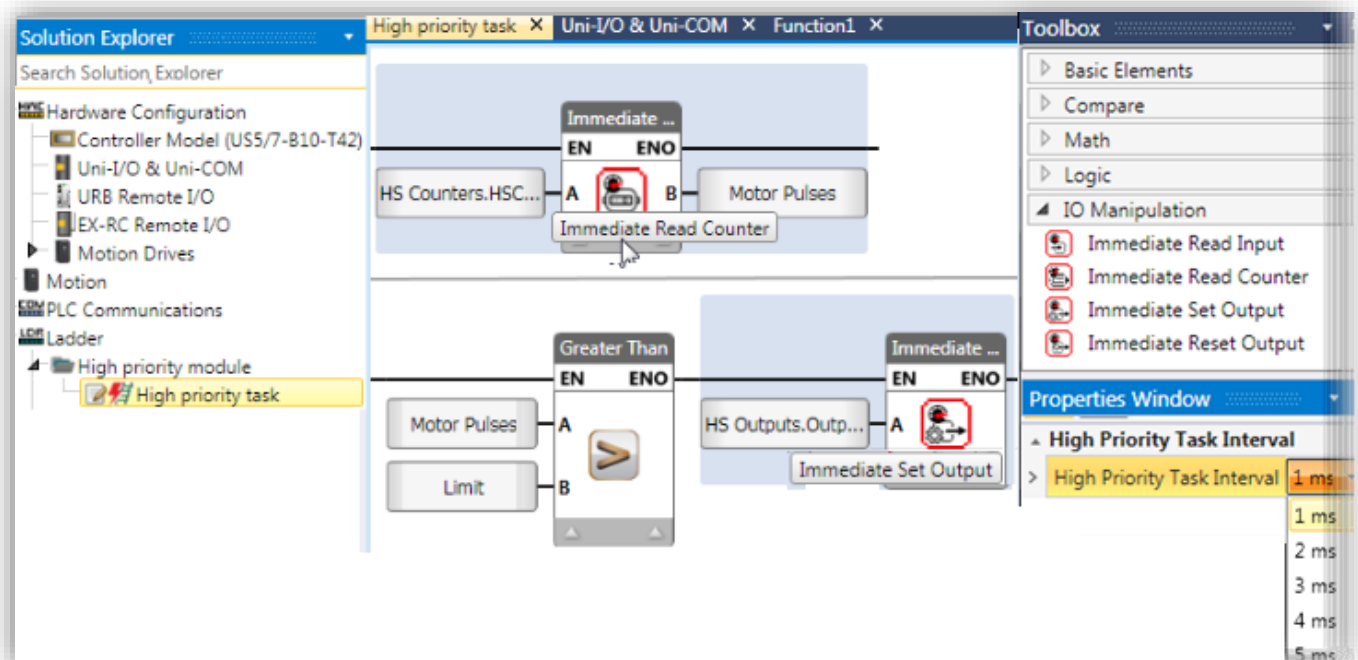 Solution Explorer
Search Solution Explorer
Hardware Configuration
Controller Model (US5/7-B10-T42)
Uni-I/O & Uni-COM
URB Remote I/O
EX-RC Remote I/O
Motion Drives
Motion
PLC Communications
Ladder
High priority module
High priority task
High priority task Uni-I/O & Uni-COM Function1
Immediate ...
EN ENO
HS Counters.HSC... A B Motor Pulses
Immediate Read Counter
Greater Than
EN ENO
Motor Pulses A
Limit B
Immediate ...
EN ENO
HS Outputs.Outp... A
Immediate Set Output
Toolbox
Basic Elements
Compare
Math
Logic
IO Manipulation
Immediate Read Input
Immediate Read Counter
Immediate Set Output
Immediate Reset Output
Properties Window
High Priority Task Interval
High Priority Task Interval 1 ms
1 ms
2 ms
3 ms
4 ms
5 ms